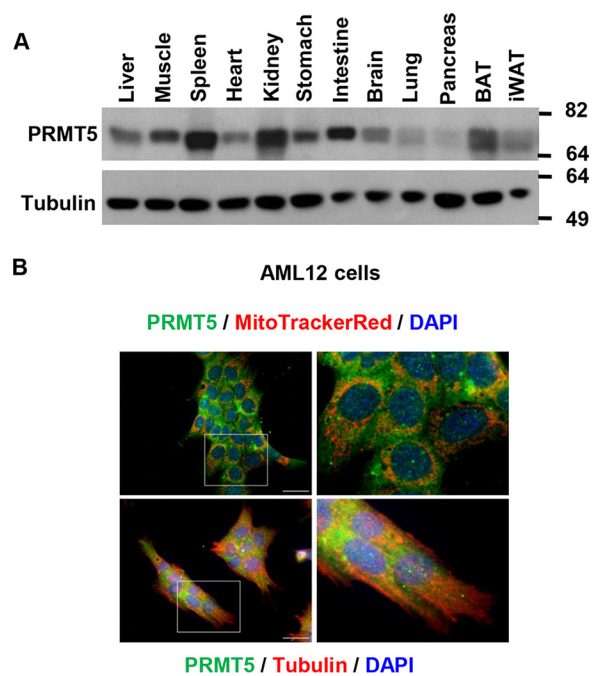 A
Liver Muscle Spleen Heart Kidney Stomach Intestine Brain Lung Pancreas BAT iWAT
PRMT5
82
64
Tubulin
64
49
B
AML12 cells
PRMT5 / MitoTrackerRed / DAPI
PRMT5 / Tubulin / DAPI